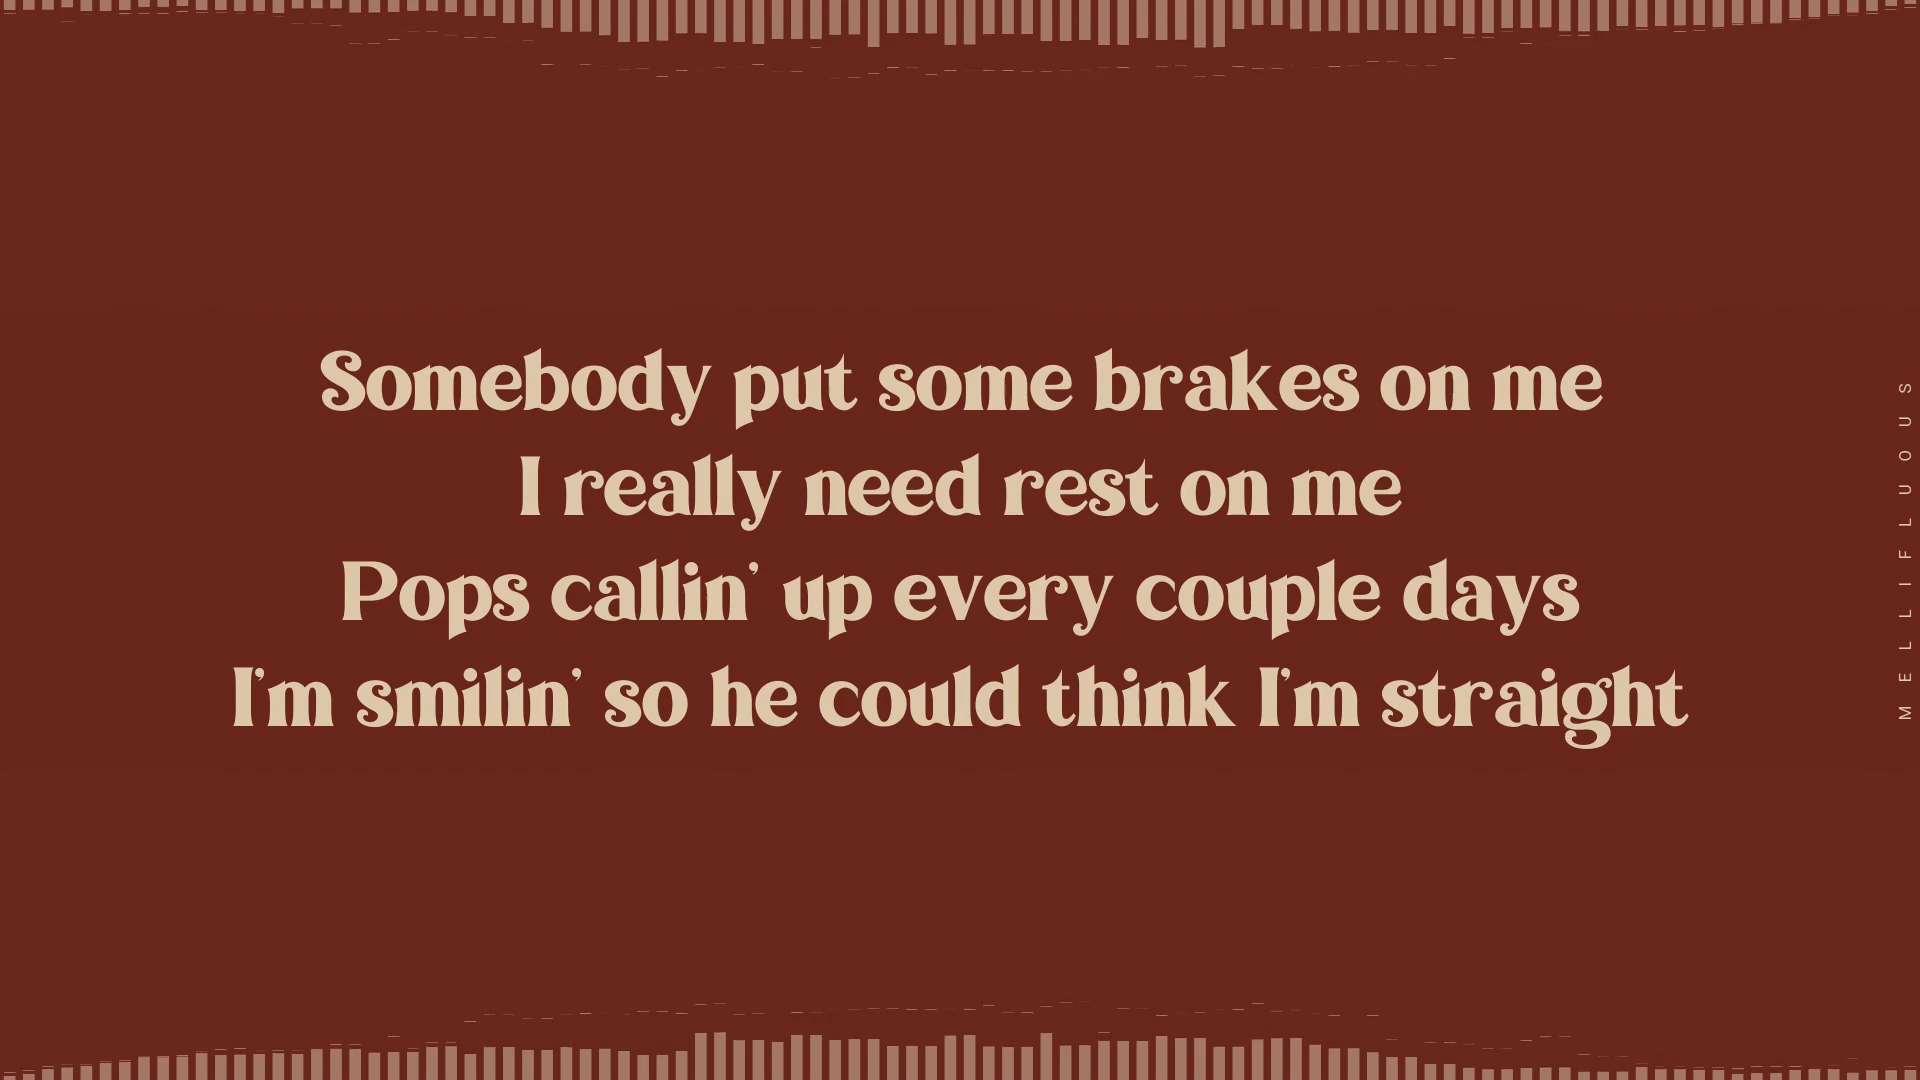 Somebody put some brakes on me
I really need rest on me
Pops callin' up every couple days
I'm smilin' so he could think I'm straight
MELLIFLUOUS